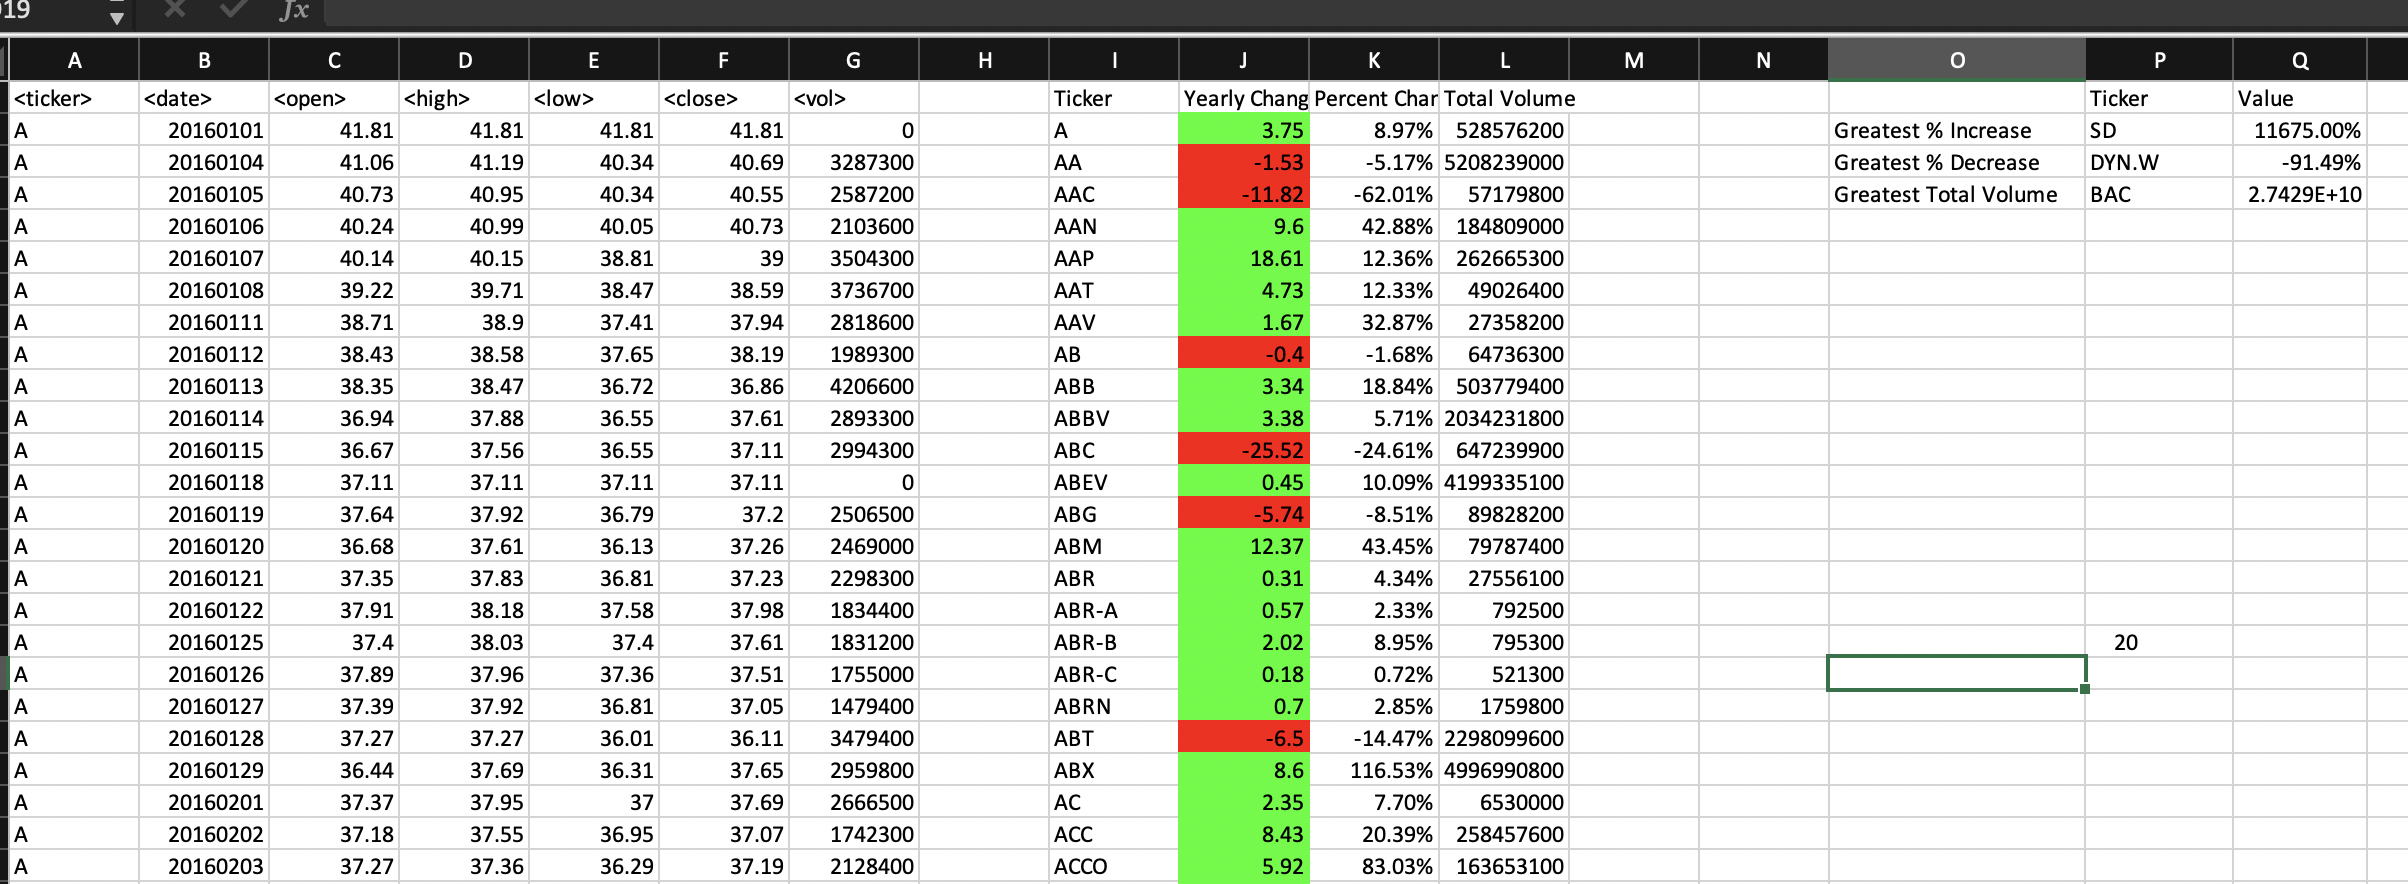 19 fx
A B C D E F G H I J K L M N O P Q
<ticker> <date> <open> <high> <low> <close> <vol> Ticker Yearly Chang Percent Char Total Volume Ticker Value
A 20160101 41.81 41.81 41.81 41.81 0 A 3.75 8.97% 528576200 Greatest % Increase SD 11675.00%
A 20160104 41.06 41.19 40.34 40.69 3287300 AA -1.53 -5.17% 5208239000 Greatest % Decrease DYN.W -91.49%
A 20160105 40.73 40.95 40.34 40.55 2587200 AAC -11.82 -62.01% 57179800 Greatest Total Volume BAC 2.7429E+10
A 20160106 40.24 40.99 40.05 40.73 2103600 AAN 9.6 42.88% 184809000
A 20160107 40.14 40.15 38.81 39 3504300 AAP 18.61 12.36% 262665300
A 20160108 39.22 39.71 38.47 38.59 3736700 AAT 4.73 12.33% 49026400
A 20160111 38.71 38.9 37.41 37.94 2818600 AAV 1.67 32.87% 27358200
A 20160112 38.43 38.58 37.65 38.19 1989300 AB -0.4 -1.68% 64736300
A 20160113 38.35 38.47 36.72 36.86 4206600 ABB 3.34 18.84% 503779400
A 20160114 36.94 37.88 36.55 37.61 2893300 ABBV 3.38 5.71% 2034231800
A 20160115 36.67 37.56 36.55 37.11 2994300 ABC -25.52 -24.61% 647239900
A 20160118 37.11 37.11 37.11 37.11 0 ABEV 0.45 10.09% 4199335100
A 20160119 37.64 37.92 36.79 37.2 2506500 ABG -5.74 -8.51% 89828200
A 20160120 36.68 37.61 36.13 37.26 2469000 ABM 12.37 43.45% 79787400
A 20160121 37.35 37.83 36.81 37.23 2298300 ABR 0.31 4.34% 27556100
A 20160122 37.91 38.18 37.58 37.98 1834400 ABR-A 0.57 2.33% 792500
A 20160125 37.4 38.03 37.4 37.61 1831200 ABR-B 2.02 8.95% 795300 20
A 20160126 37.89 37.96 37.36 37.51 1755000 ABR-C 0.18 0.72% 521300
A 20160127 37.39 37.92 36.81 37.05 1479400 ABRN 0.7 2.85% 1759800
A 20160128 37.27 37.27 36.01 36.11 3479400 ABT -6.5 -14.47% 2298099600
A 20160129 36.44 37.69 36.31 37.65 2959800 ABX 8.6 116.53% 4996990800
A 20160201 37.37 37.95 37 37.69 2666500 AC 2.35 7.70% 6530000
A 20160202 37.18 37.55 36.95 37.07 1742300 ACC 8.43 20.39% 258457600
A 20160203 37.27 37.36 36.29 37.19 2128400 ACCO 5.92 83.03% 163653100